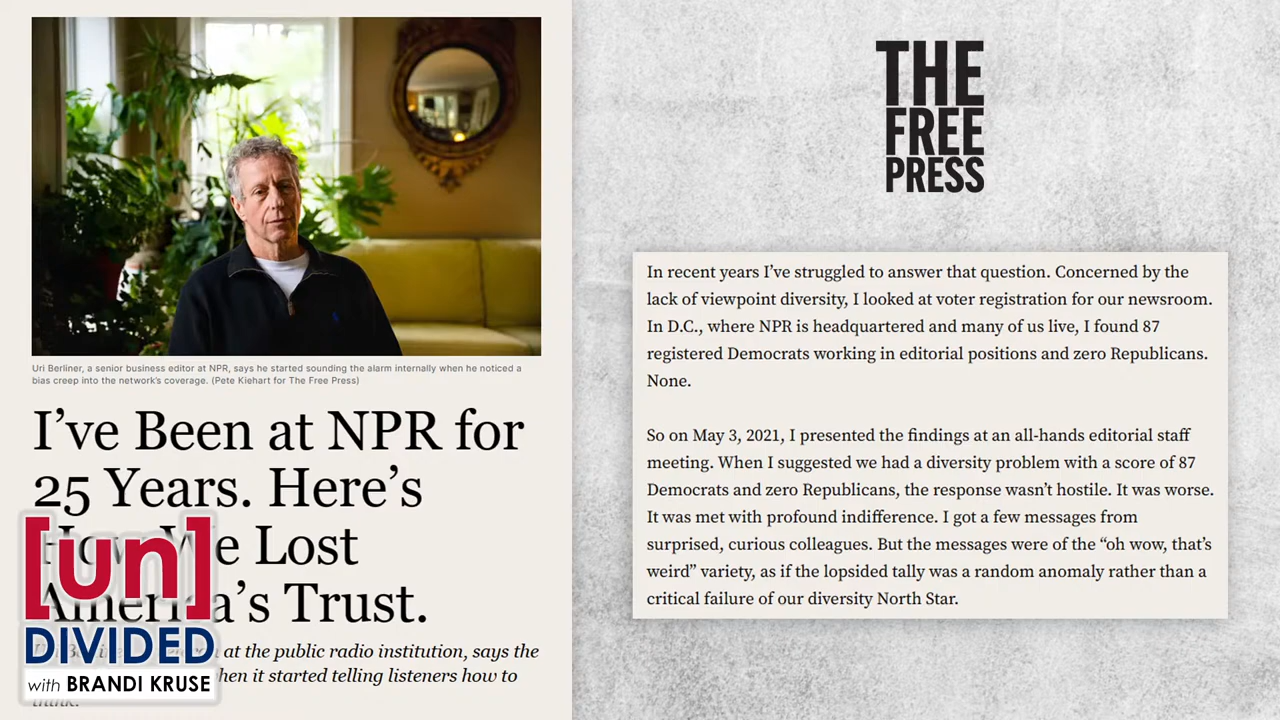 Uri Berliner, a senior business editor at NPR, says he started sounding the alarm internally when he noticed a
bias creep into the network's coverage. (Pete Kiehart for The Free Press)
I've Been at NPR for
25 Years. Here's
How We Lost
America's Trust.
at the public radio institution, says the
when it started telling listeners how to
think.
[un]
DIVIDED
with BRANDI KRUSE
THE
FREE
PRESS
In recent years I've struggled to answer that question. Concerned by the
lack of viewpoint diversity, I looked at voter registration for our newsroom.
In D.C., where NPR is headquartered and many of us live, I found 87
registered Democrats working in editorial positions and zero Republicans.
None.
So on May 3, 2021, I presented the findings at an all-hands editorial staff
meeting. When I suggested we had a diversity problem with a score of 87
Democrats and zero Republicans, the response wasn't hostile. It was worse.
It was met with profound indifference. I got a few messages from
surprised, curious colleagues. But the messages were of the “oh wow, that's
weird” variety, as if the lopsided tally was a random anomaly rather than a
critical failure of our diversity North Star.